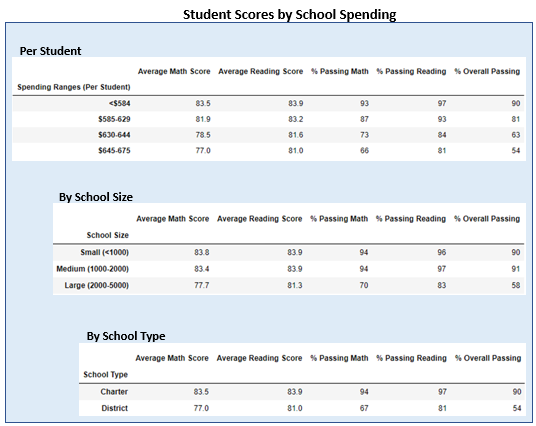 Student Scores by School Spending
Per Student
Average Math Score Average Reading Score % Passing Math % Passing Reading % Overall Passing
Spending Ranges (Per Student)
<$584 83.5 83.9 93 97 90
$585-629 81.9 83.2 87 93 81
$630-644 78.5 81.6 73 84 63
$645-675 77.0 81.0 66 81 54
By School Size
Average Math Score Average Reading Score % Passing Math % Passing Reading % Overall Passing
School Size
Small (<1000) 83.8 83.9 94 96 90
Medium (1000-2000) 83.4 83.9 94 97 91
Large (2000-5000) 77.7 81.3 70 83 58
By School Type
Average Math Score Average Reading Score % Passing Math % Passing Reading % Overall Passing
School Type
Charter 83.5 83.9 94 97 90
District 77.0 81.0 67 81 54